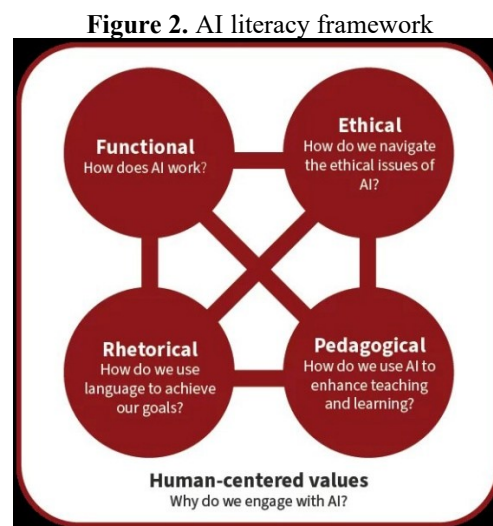 Figure 2. AI literacy framework
Functional
How does AI work?
Ethical
How do we navigate
the ethical issues of
AI?
Rhetorical
How do we use
language to achieve
our goals?
Pedagogical
How do we use AI to
enhance teaching
and learning?
Human-centered values
Why do we engage with AI?